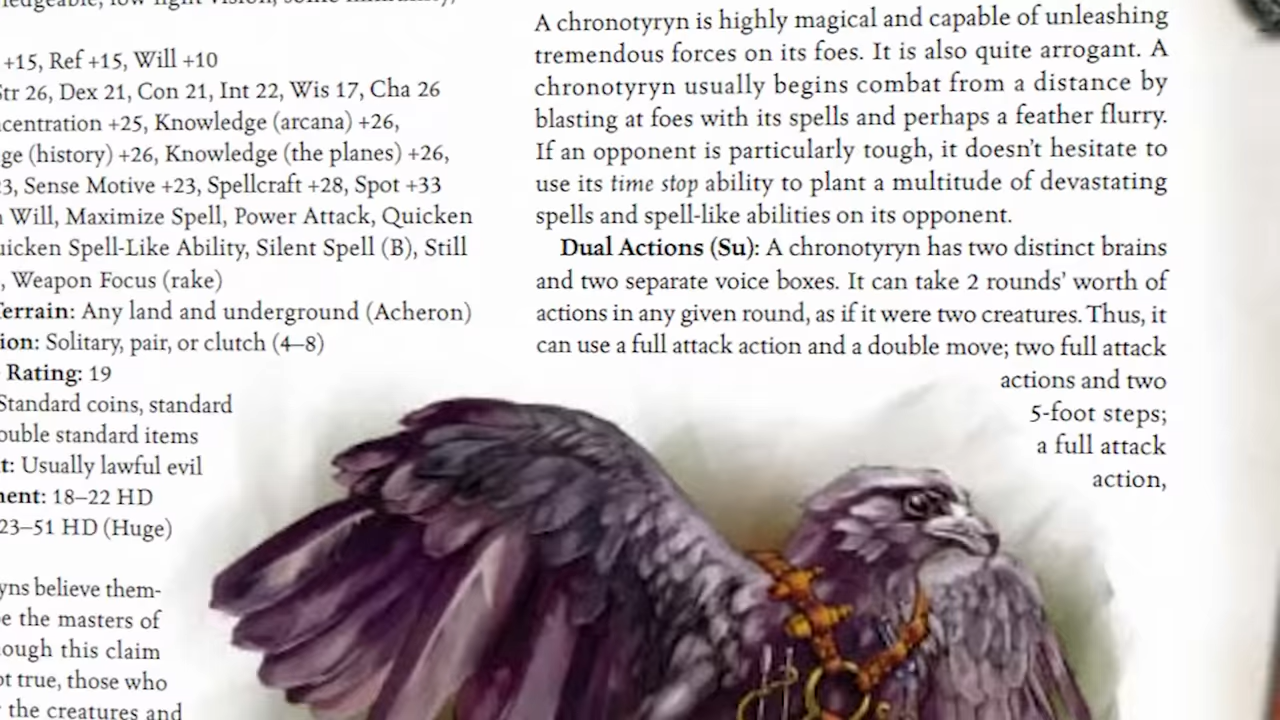 +15, Ref +15, Will +10
Str 26, Dex 21, Con 21, Int 22, Wis 17, Cha 26
ncentration +25, Knowledge (arcana) +26,
ge (history) +26, Knowledge (the planes) +26,
3, Sense Motive +23, Spellcraft +28, Spot +33
Will, Maximize Spell, Power Attack, Quicken
uicken Spell-Like Ability, Silent Spell (B), Still
, Weapon Focus (rake)
Terrain: Any land and underground (Acheron)
ion: Solitary, pair, or clutch (4–8)
Rating: 19
Standard coins, standard
ouble standard items
t: Usually lawful evil
ment: 18–22 HD
23–51 HD (Huge)
yns believe them-
e the masters of
ough this claim
ot true, those who
the creatures and
A chronotyryn is highly magical and capable of unleashing
tremendous forces on its foes. It is also quite arrogant. A
chronotyryn usually begins combat from a distance by
blasting at foes with its spells and perhaps a feather flurry.
If an opponent is particularly tough, it doesn't hesitate to
use its time stop ability to plant a multitude of devastating
spells and spell-like abilities on its opponent.
Dual Actions (Su): A chronotyryn has two distinct brains
and two separate voice boxes. It can take 2 rounds' worth of
actions in any given round, as if it were two creatures. Thus, it
can use a full attack action and a double move; two full attack
actions and two
5-foot steps;
a full attack
action,